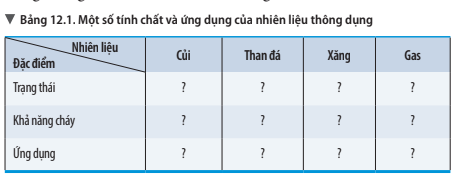 ▼ Bảng 12.1. Một số tính chất và ứng dụng của nhiên liệu thông dụng
Nhiên liệu
Đặc điểm
Củi Than đá Xăng Gas
Trạng thái ? ? ? ?
Khả năng cháy ? ? ? ?
Ứng dụng ? ? ? ?